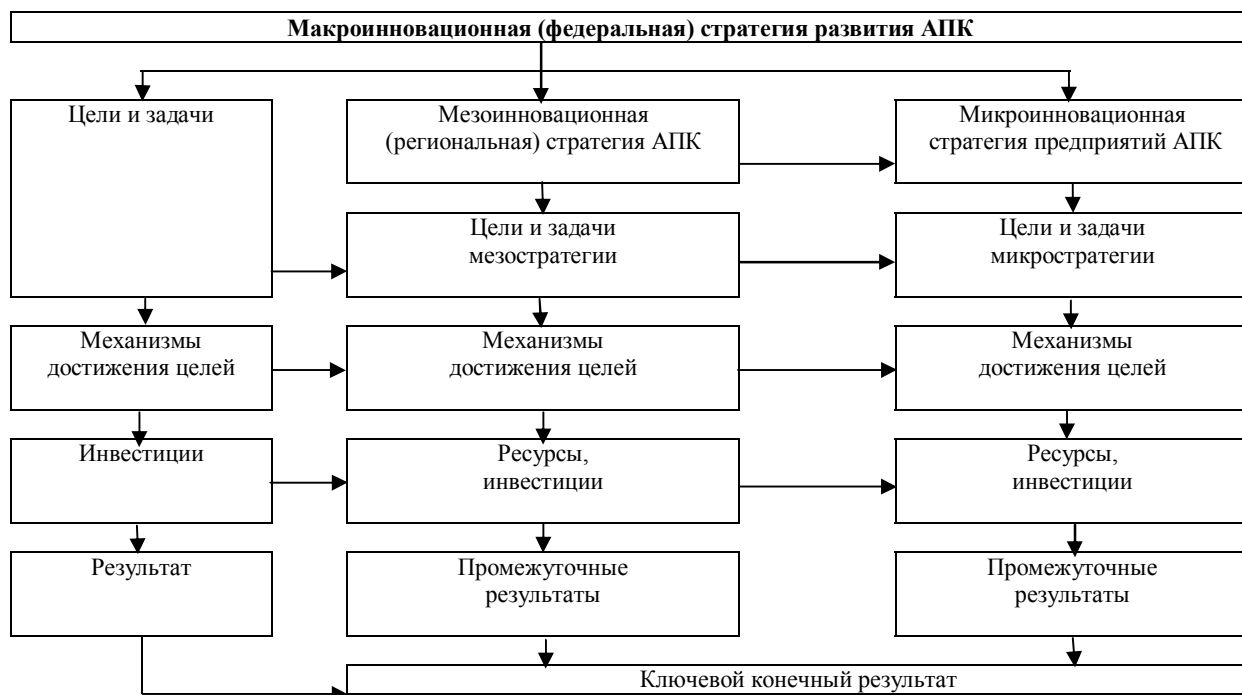 Макроинновационная (федеральная) стратегия развития АПК
Цели и задачи
Мезоинновационная
(региональная) стратегия АПК
Микроинновационная
стратегия предприятий АПК
Цели и задачи
мезостратегии
Цели и задачи
микростратегии
Механизмы
достижения целей
Механизмы
достижения целей
Механизмы
достижения целей
Инвестиции
Ресурсы,
инвестиции
Ресурсы,
инвестиции
Результат
Промежуточные
результаты
Промежуточные
результаты
Ключевой конечный результат